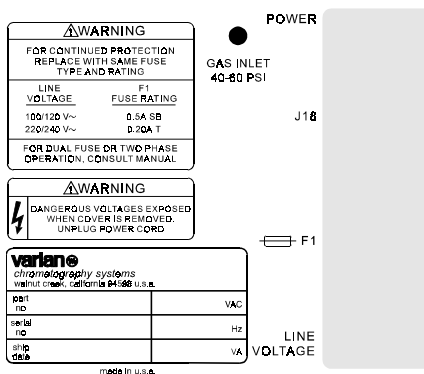 WARNING
FOR CONTINUED PROTECTION
REPLACE WITH SAME FUSE
TYPE AND RATING
LINE
VOLTAGE
F1
FUSE RATING
100/120 V~ 0.5A SB
220/240 V~ 0.20A T
FOR DUAL FUSE OR TWO PHASE
OPERATION, CONSULT MANUAL
WARNING
DANGEROUS VOLTAGES EXPOSED
WHEN COVER IS REMOVED.
UNPLUG POWER CORD
varian
chromatography systems
walnut creek, california 94598 u.s.a.
part
no
VAC
serial
no
Hz
ship
date
VA
made in u.s.a.
POWER
GAS INLET
40-60 PSI
J16
F1
LINE
VOLTAGE